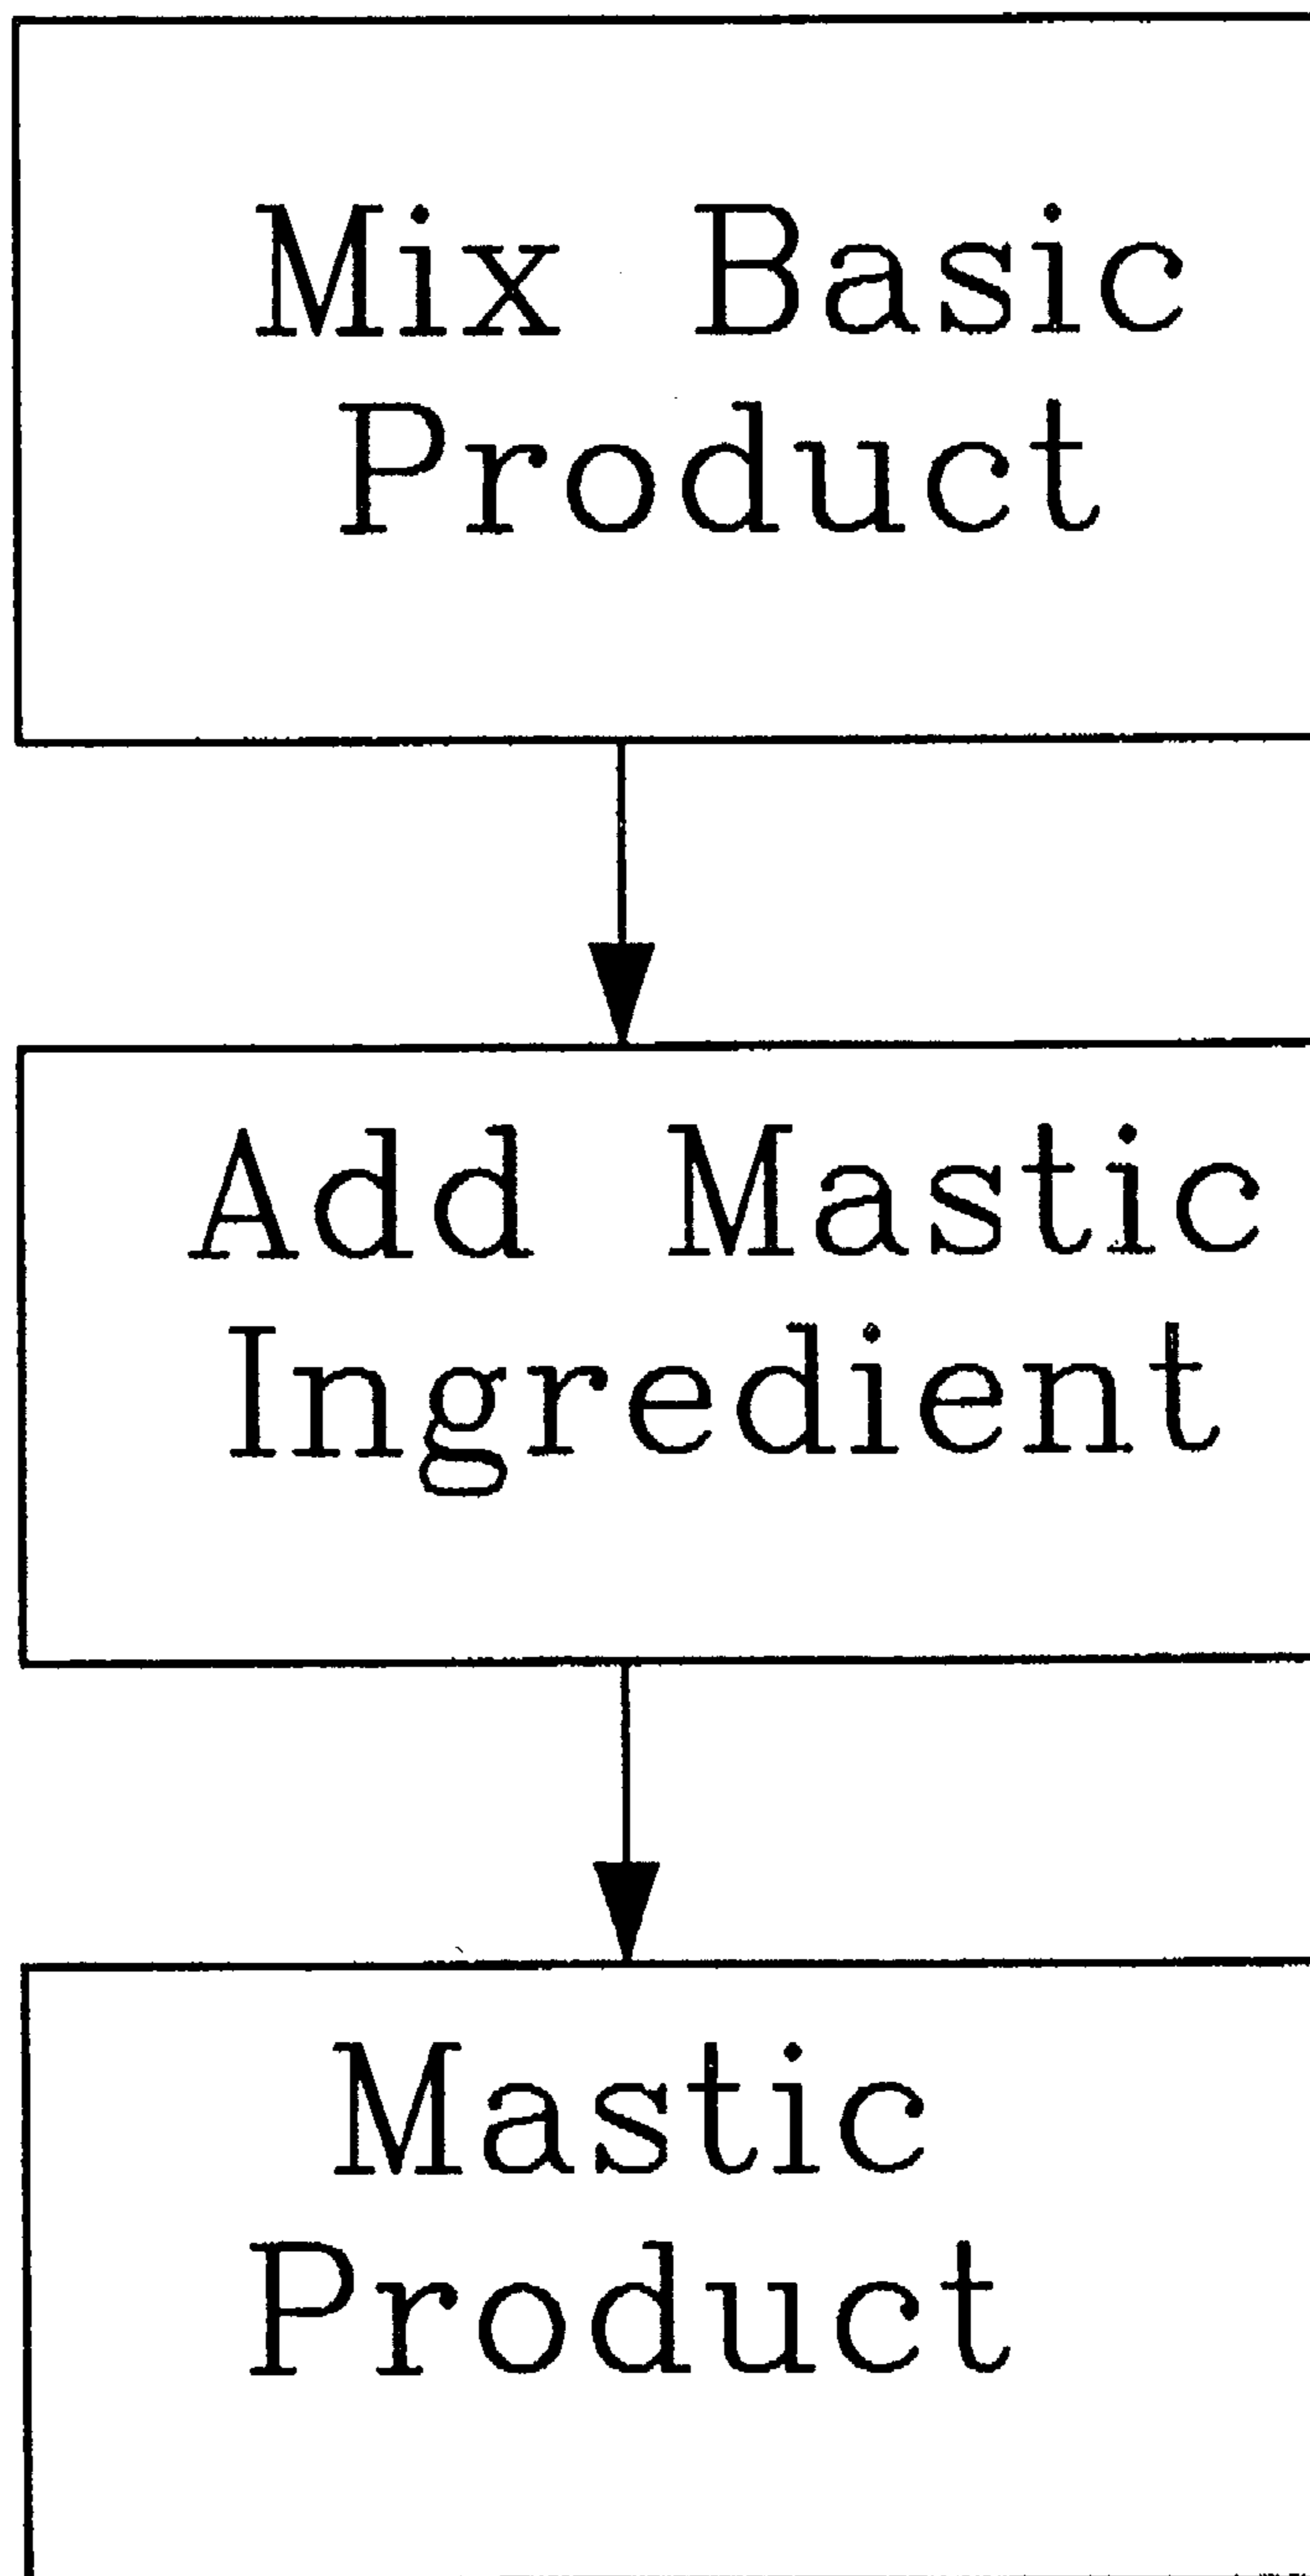 Mix Basic
Product
Add Mastic
Ingredient
Mastic
Product